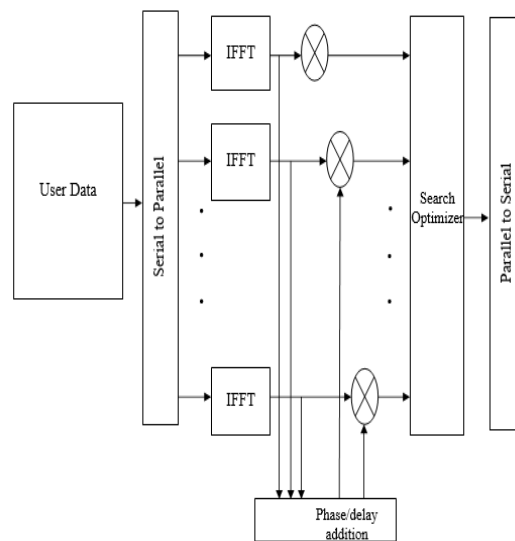 User Data
Serial to Parallel
IFFT
IFFT
IFFT
Search
Optimizer
Parallel to Serial
Phase/delay
addition